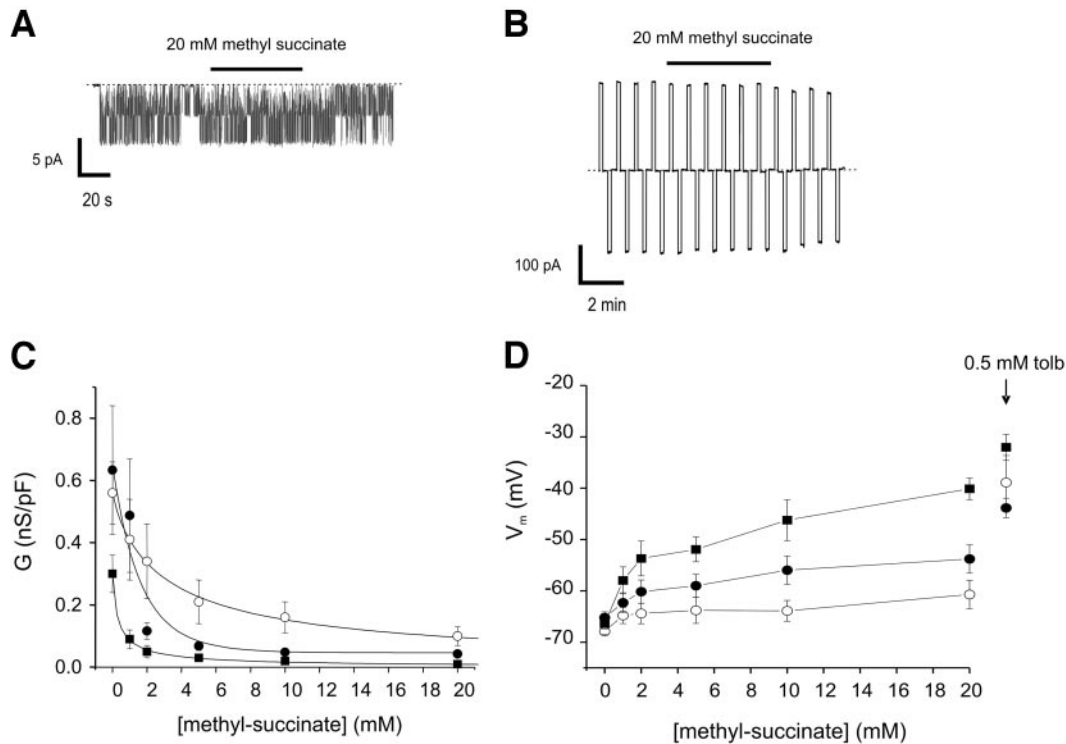 A
20 mM methyl succinate
5 pA
20 s
B
20 mM methyl succinate
100 pA
2 min
C
G (nS/pF)
0.8
0.6
0.4
0.2
0.0
0 2 4 6 8 10 12 14 16 18 20
[methyl-succinate] (mM)
D
0.5 mM tolb
Vm (mV)
-20
-30
-40
-50
-60
-70
0 2 4 6 8 10 12 14 16 18 20
[methyl-succinate] (mM)